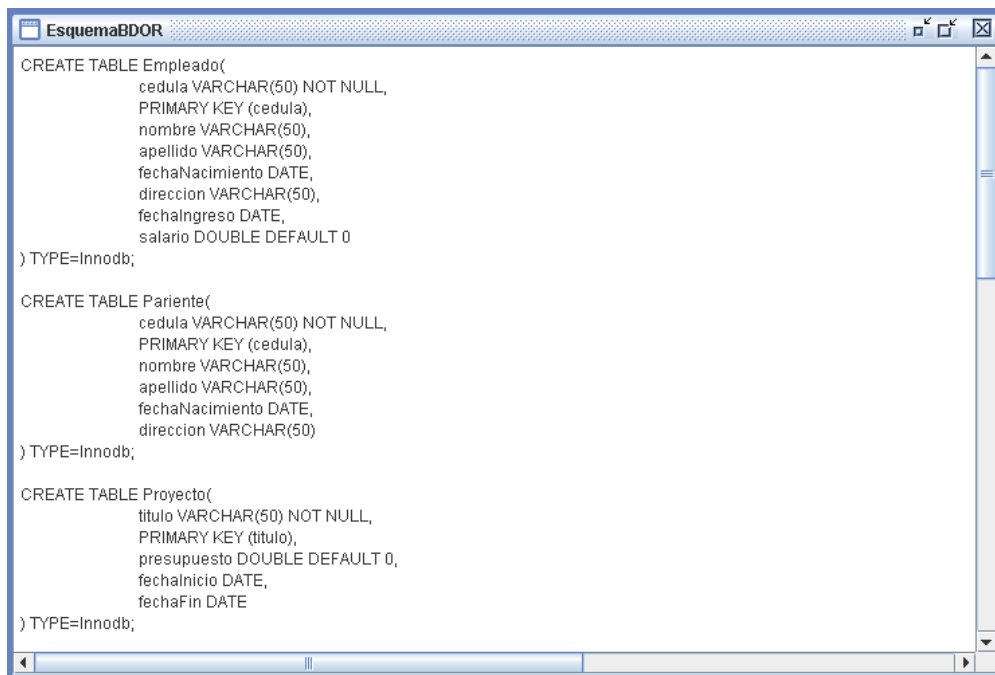 EsquemaBDOR
CREATE TABLE Empleado(
cedula VARCHAR(50) NOT NULL,
PRIMARY KEY (cedula),
nombre VARCHAR(50),
apellido VARCHAR(50),
fechaNacimiento DATE,
direccion VARCHAR(50),
fechaIngreso DATE,
salario DOUBLE DEFAULT 0
) TYPE=Innodb;
CREATE TABLE Pariente(
cedula VARCHAR(50) NOT NULL,
PRIMARY KEY (cedula),
nombre VARCHAR(50),
apellido VARCHAR(50),
fechaNacimiento DATE,
direccion VARCHAR(50)
) TYPE=Innodb;
CREATE TABLE Proyecto(
titulo VARCHAR(50) NOT NULL,
PRIMARY KEY (titulo),
presupuesto DOUBLE DEFAULT 0,
fechaInicio DATE,
fechaFin DATE
) TYPE=Innodb;